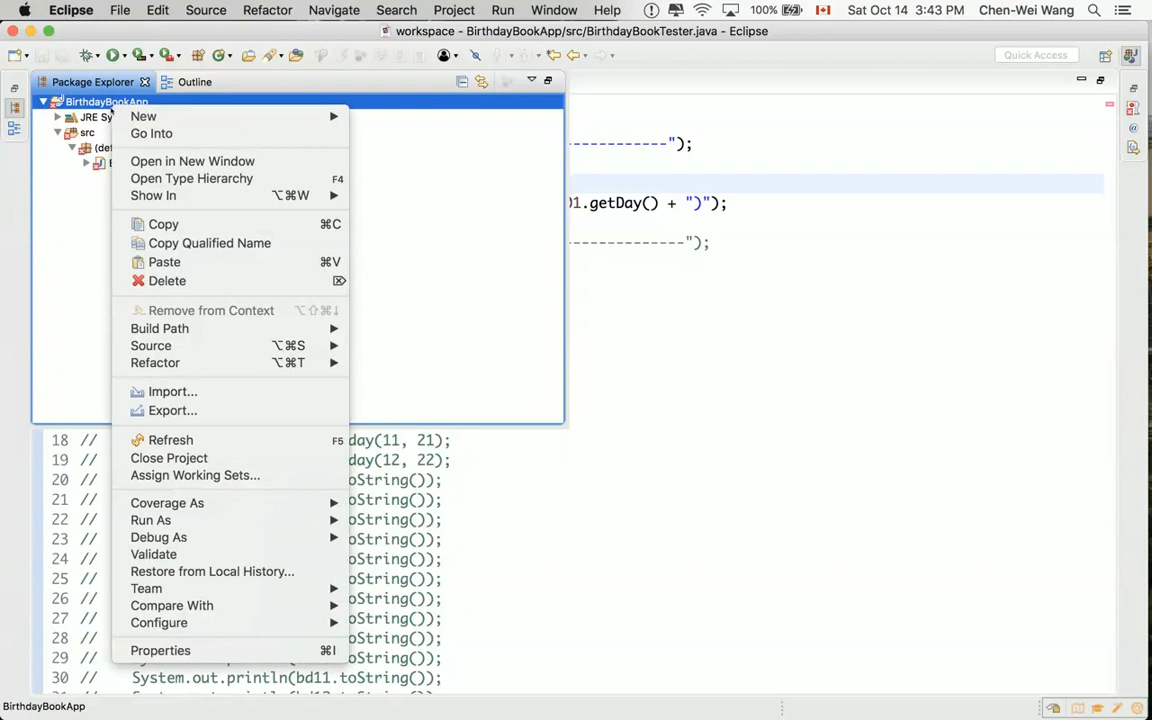 Eclipse File Edit Source Refactor Navigate Search Project Run Window Help 100% Sat Oct 14 3:43 PM Chen-Wei Wang
workspace - BirthdayBookApp/src/BirthdayBookTester.java - Eclipse
Quick Access
Package Explorer Outline
BirthdayBookApp
JRE Sy
src
(def
New
Go Into
Open in New Window
Open Type Hierarchy F4
Show In ⌥⌘W
Copy ⌘C
Copy Qualified Name
Paste ⌘V
Delete ⌦
Remove from Context ⌥⇧⌘↓
Build Path
Source ⌥⌘S
Refactor ⌥⌘T
Import...
Export...
Refresh F5
Close Project
Assign Working Sets...
Coverage As
Run As
Debug As
Validate
Restore from Local History...
Team
Compare With
Configure
Properties ⌘I
-------------");
.getDay() + ")");
---------------");
18 // day(11, 21);
19 // day(12, 22);
20 // oString());
21 // oString());
22 // oString());
23 // oString());
24 // oString());
25 // oString());
26 // oString());
27 // oString());
28 // oString());
29 // oString());
30 // System.out.println(bd11.toString());
BirthdayBookApp